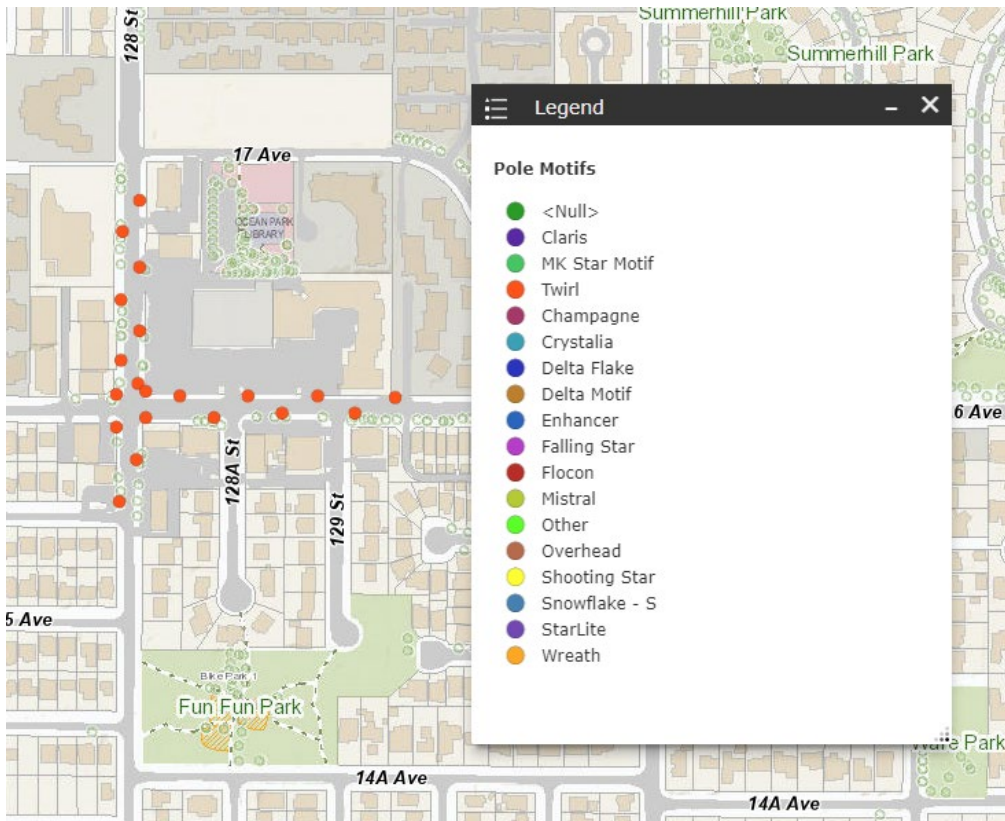 128 St
Summerhill Park
Summerhill Park
Legend
17 Ave
OCEAN PARK
LIBRARY
Pole Motifs
<Null>
Claris
MK Star Motif
Twirl
Champagne
Crystalia
Delta Flake
Delta Motif
Enhancer
Falling Star
Flocon
Mistral
Other
Overhead
Shooting Star
Snowflake - S
StarLite
Wreath
6 Ave
128A St
129 St
5 Ave
Bike Park 1
Fun Fun Park
Ware Park
14A Ave
14A Ave